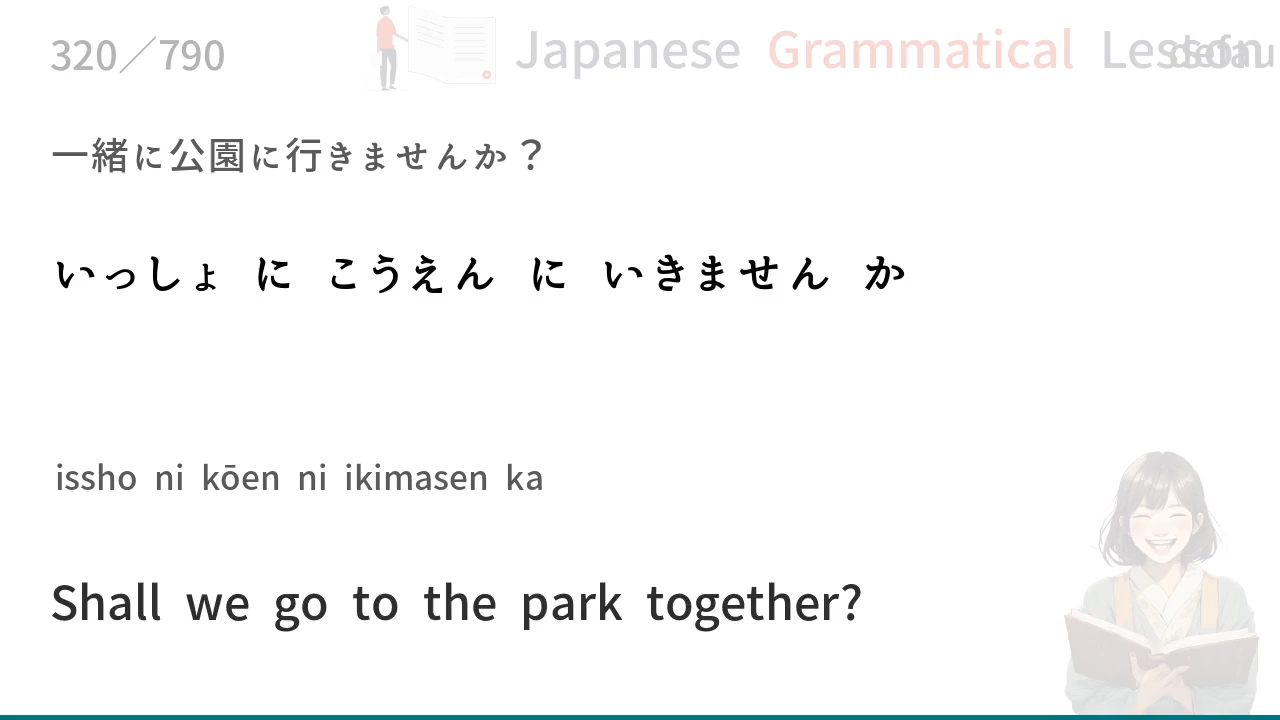 320／790
Japanese Grammatical Lesson
defau
一緒に公園に行きませんか？
いっしょ に こうえん に いきません か
issho ni kōen ni ikimasen ka
Shall we go to the park together?